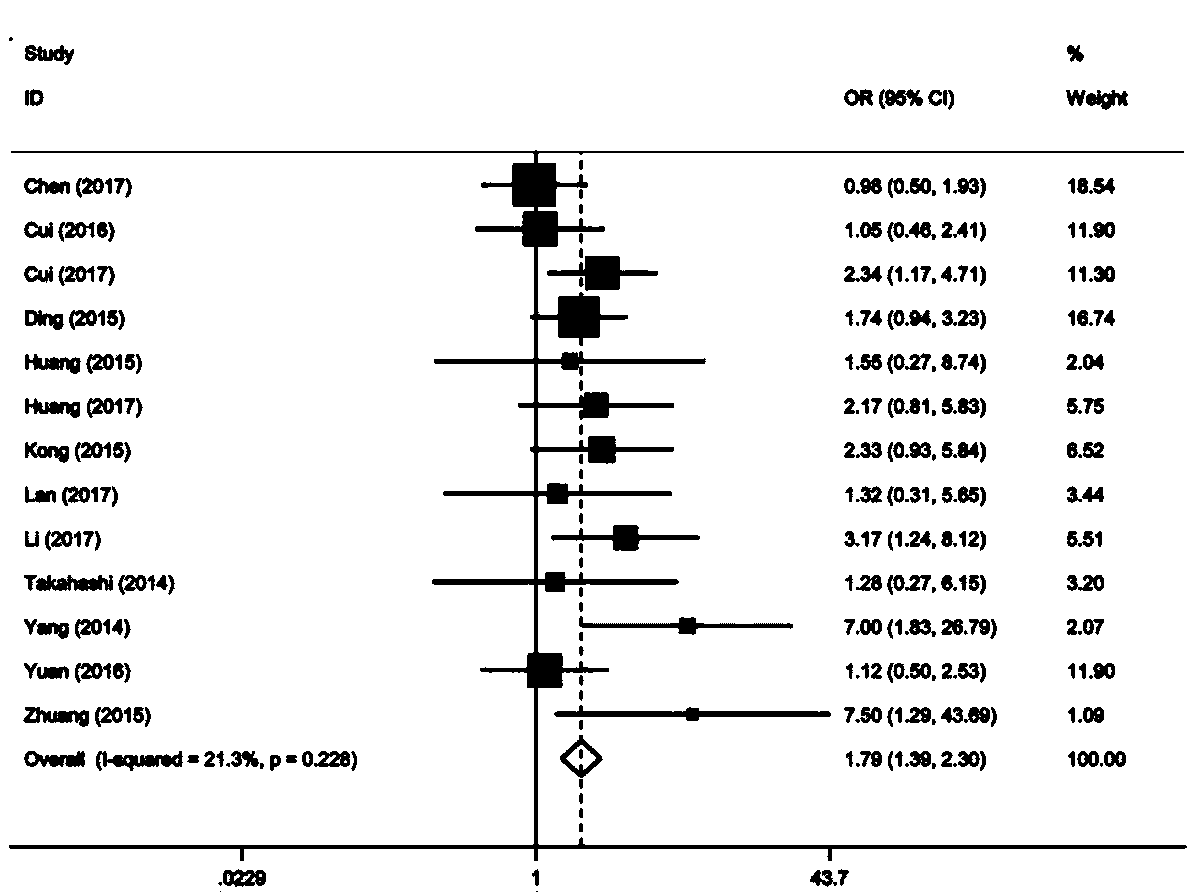 Study %
ID OR (95% CI) Weight
Chen (2017) 0.98 (0.50, 1.93) 18.54
Cui (2016) 1.05 (0.46, 2.41) 11.90
Cui (2017) 2.34 (1.17, 4.71) 11.30
Ding (2015) 1.74 (0.94, 3.23) 16.74
Huang (2015) 1.55 (0.27, 8.74) 2.04
Huang (2017) 2.17 (0.81, 5.83) 5.75
Kong (2015) 2.33 (0.93, 5.84) 6.52
Lan (2017) 1.32 (0.31, 5.65) 3.44
Li (2017) 3.17 (1.24, 8.12) 5.51
Takahashi (2014) 1.28 (0.27, 6.15) 3.20
Yang (2014) 7.00 (1.83, 26.79) 2.07
Yuan (2016) 1.12 (0.50, 2.53) 11.90
Zhuang (2015) 7.50 (1.29, 43.69) 1.09
Overall (I-squared = 21.3%, p = 0.228) 1.79 (1.39, 2.30) 100.00
.0229 1 43.7